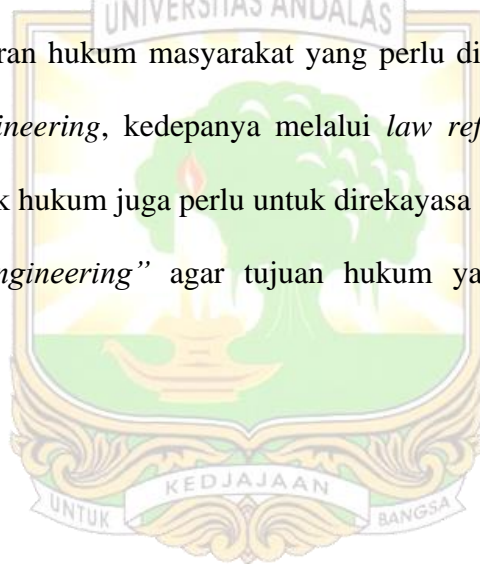 UNIVERSITAS ANDALAS
ran hukum masyarakat yang perlu di
ineering, kedepanya melalui law ref
k hukum juga perlu untuk direkayasa
ngineering” agar tujuan hukum ya
KEDJAJAAN
UNTUK BANGSA